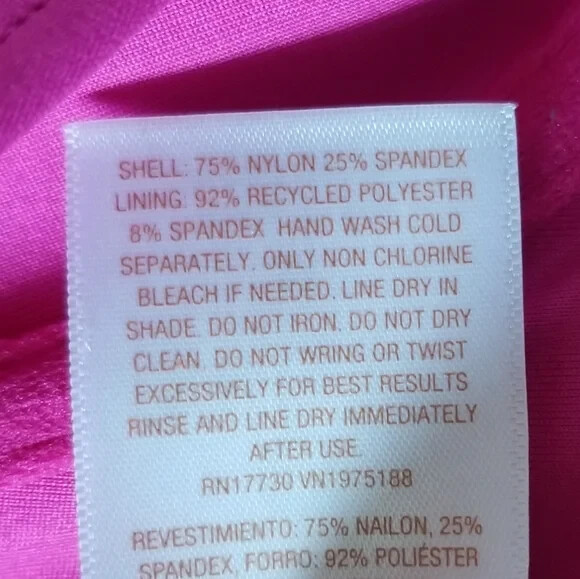 SHELL: 75% NYLON 25% SPANDEX
LINING: 92% RECYCLED POLYESTER
8% SPANDEX HAND WASH COLD
SEPARATELY. ONLY NON CHLORINE
BLEACH IF NEEDED. LINE DRY IN
SHADE. DO NOT IRON. DO NOT DRY
CLEAN. DO NOT WRING OR TWIST
EXCESSIVELY FOR BEST RESULTS
RINSE AND LINE DRY IMMEDIATELY
AFTER USE.
RN17730 VN1975188
REVESTIMIENTO: 75% NAILON, 25%
SPANDEX, FORRO: 92% POLIÉSTER